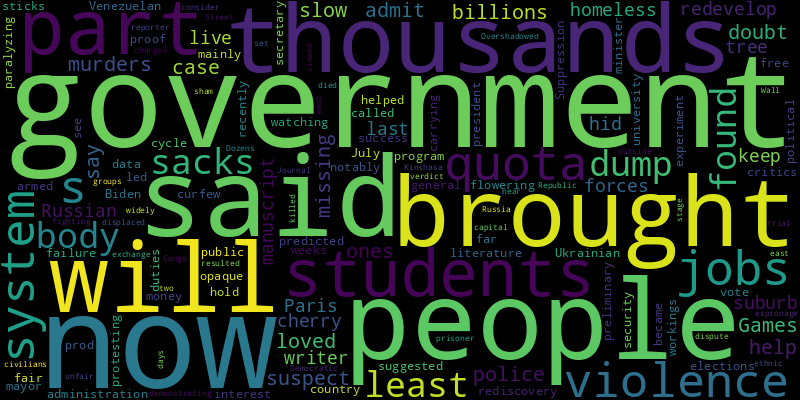 sticks
Venezuelan
consider
Street
reporter
charges
proof
part
thousands
slow
admit
billions
homeless
redevelop
doubt
tree
free
Wall
paralyzing
murders
mainly
live
case
set
secretary
viewed
Overshadowed
Suppression
minister
government
recently
sham
died
helped
called
watching
last
July
success
carrying
program
president
university
experiment
hid
found
political
keep
critics
see
say
cycle
Dozens
data
led
sacks
armed
groups
Biden
curfew
widely
said
Journal
missing
notably
Kinshasa
verdict
general
quota
flowering
Republic
dump
forces
near
outside
s
Russian
fighting
displaced
body
manuscript
killed
predicted
weeks
ones
brought
Russia
capital
far
literature
Ukrainian
stage
trial
east
failure
exchange
Congo
public
resulted
opaque
hold
system
will
duties
two
money
students
jobs
preliminary
security
vote
suburb
espionage
Games
dispute
became
workings
help
Paris
cherry
loved
writer
now
people
prod
protesting
days
civilians
unfair
fair
mayor
administration
demonstrating
interest
suspect
Democratic
country
prisoner
suggested
least
police
rediscovery
violence
elections
ethnic